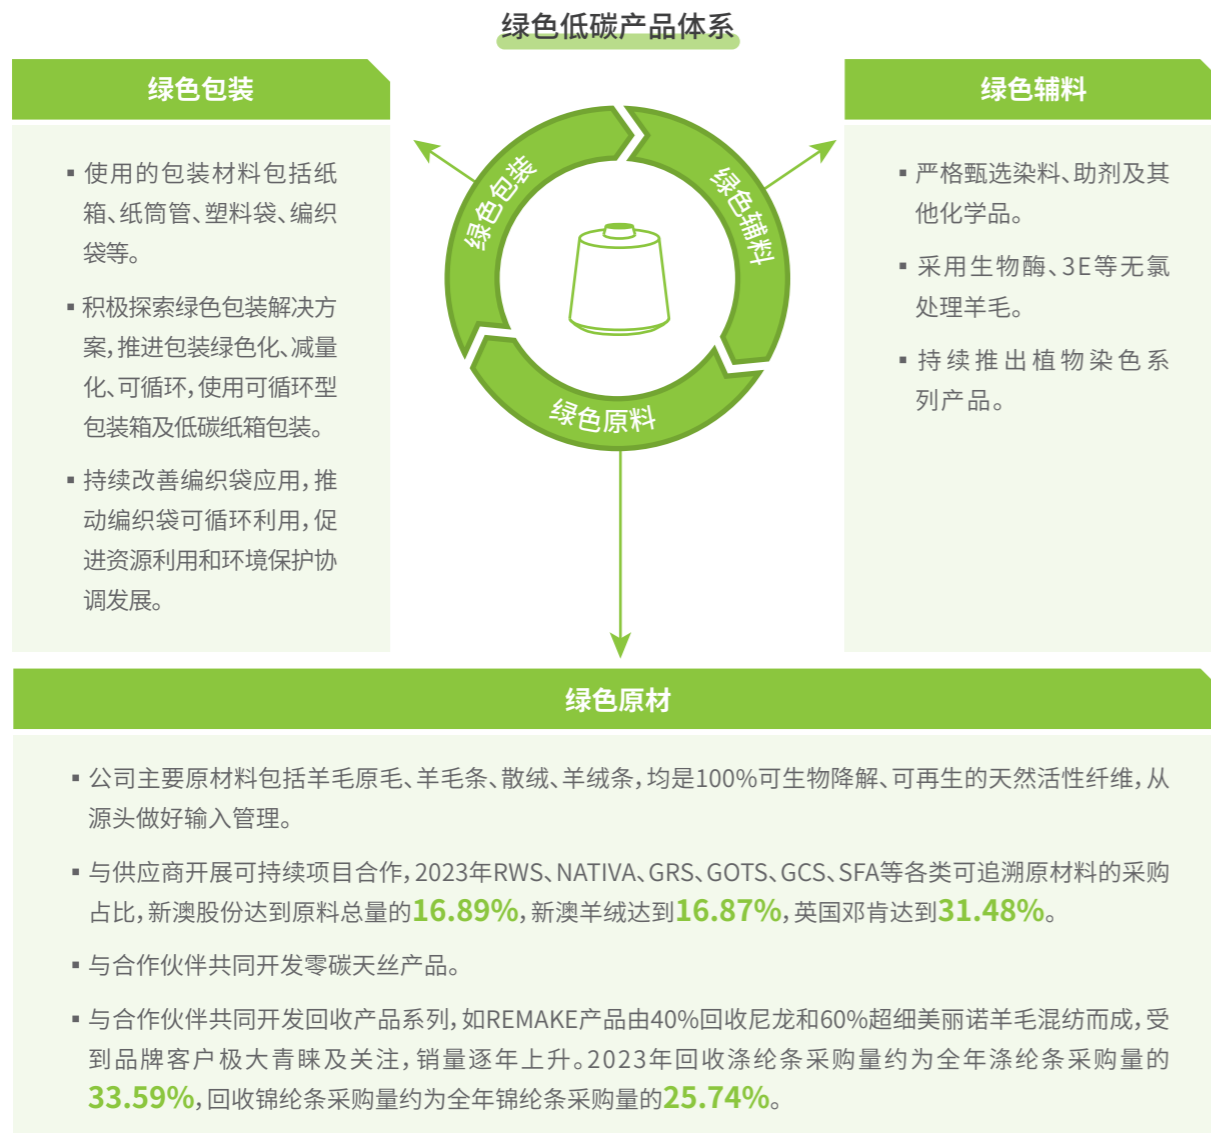 绿色低碳产品体系
绿色包装
▪ 使用的包装材料包括纸
箱、纸筒管、塑料袋、编织
袋等。
▪ 积极探索绿色包装解决方
案，推进包装绿色化、减量
化、可循环，使用可循环型
包装箱及低碳纸箱包装。
▪ 持续改善编织袋应用，推
动编织袋可循环利用，促
进资源利用和环境保护协
调发展。
绿色包装
绿色辅料
绿色原料
绿色辅料
▪ 严格甄选染料、助剂及其
他化学品。
▪ 采用生物酶、3E等无氯
处理羊毛。
▪ 持续推出植物染色系
列产品。
绿色原材
▪ 公司主要原材料包括羊毛原毛、羊毛条、散绒、羊绒条，均是100%可生物降解、可再生的天然活性纤维，从
源头做好输入管理。
▪ 与供应商开展可持续项目合作，2023年RWS、NATIVA、GRS、GOTS、GCS、SFA等各类可追溯原材料的采购
占比，新澳股份达到原料总量的16.89%，新澳羊绒达到16.87%，英国邓肯达到31.48%。
▪ 与合作伙伴共同开发零碳天丝产品。
▪ 与合作伙伴共同开发回收产品系列，如REMAKE产品由40%回收尼龙和60%超细美丽诺羊毛混纺而成，受
到品牌客户极大青睐及关注，销量逐年上升。2023年回收涤纶条采购量约为全年涤纶条采购量的
33.59%，回收锦纶条采购量约为全年锦纶条采购量的25.74%。